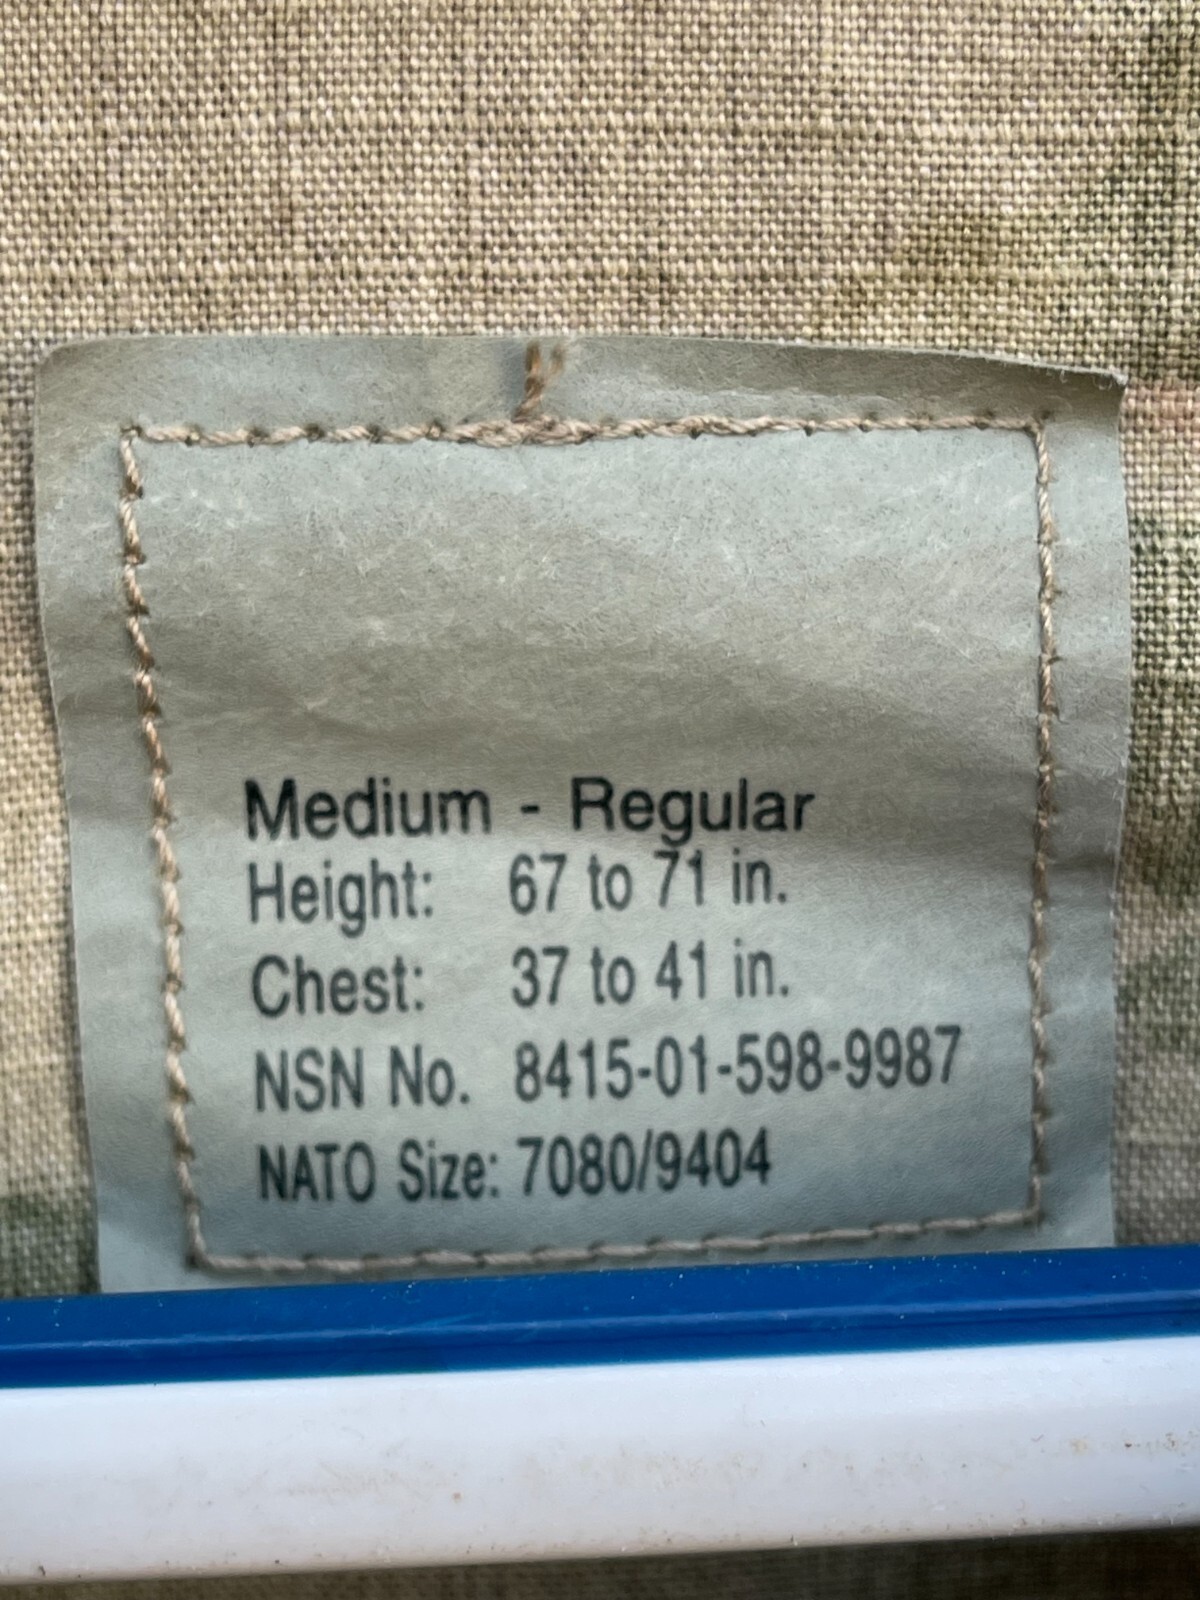 Medium - Regular
Height: 67 to 71 in.
Chest: 37 to 41 in.
NSN No. 8415-01-598-9987
NATO Size: 7080/9404